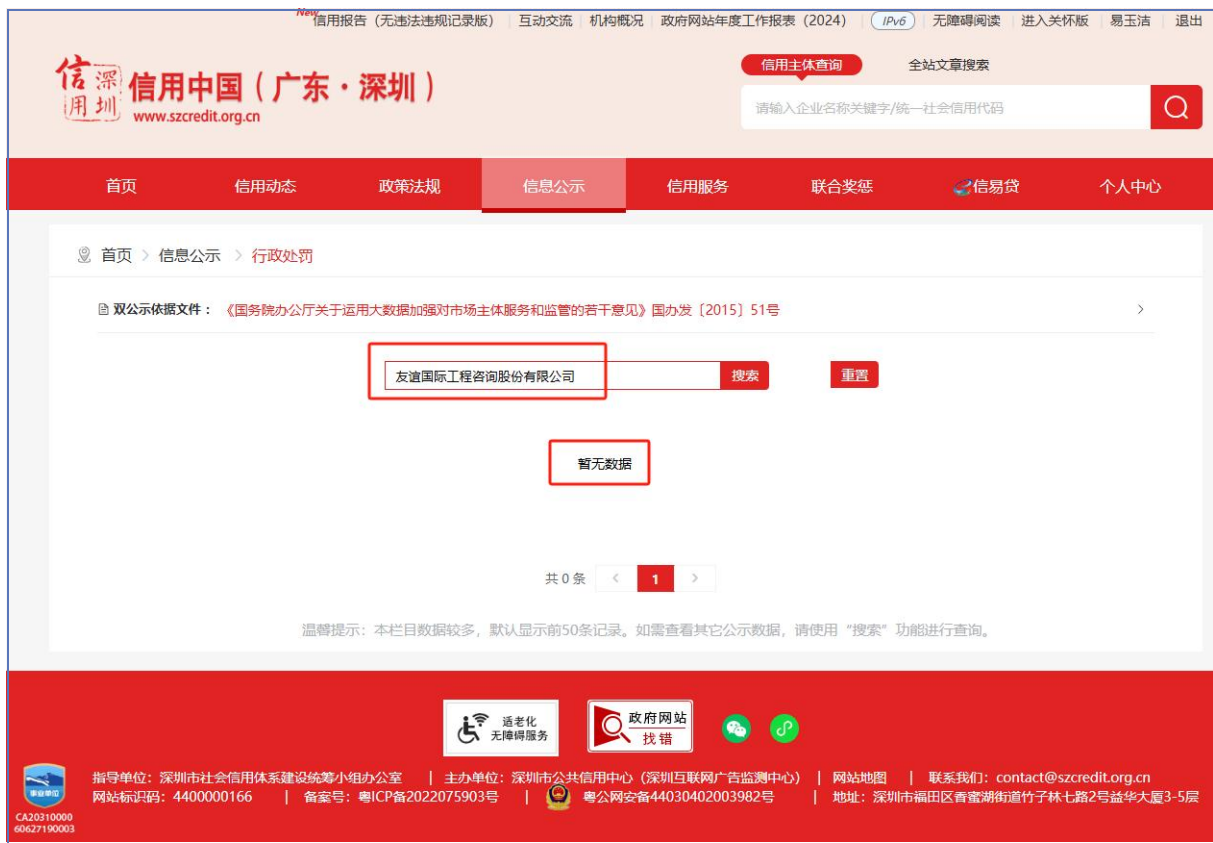 New
信用报告（无违法违规记录版） 互动交流 机构概况 政府网站年度工作报表（2024） IPv6 无障碍阅读 进入关怀版 易玉洁 退出
信用 深圳 信用中国（广东·深圳）
www.szcredit.org.cn
信用主体查询 全站文章搜索
请输入企业名称关键字/统一社会信用代码
首页 信用动态 政策法规 信息公示 信用服务 联合奖惩 信易贷 个人中心
首页 > 信息公示 > 行政处罚
双公示依据文件： 《国务院办公厅关于运用大数据加强对市场主体服务和监管的若干意见》国办发〔2015〕51号 >
友谊国际工程咨询股份有限公司 搜索 重置
暂无数据
共 0 条 < 1 >
温馨提示：本栏目数据较多，默认显示前50条记录。如需查看其它公示数据，请使用“搜索”功能进行查询。
适老化
无障碍服务
政府网站
找错
指导单位：深圳市社会信用体系建设统筹小组办公室 | 主办单位：深圳市公共信用中心（深圳互联网广告监测中心） | 网站地图 | 联系我们：contact@szcredit.org.cn
网站标识码：4400000166 | 备案号：粤ICP备2022075903号 | 粤公网安备44030402003982号 | 地址：深圳市福田区香蜜湖街道竹子林七路2号益华大厦3-5层
事业单位
CA20310000
60627190003